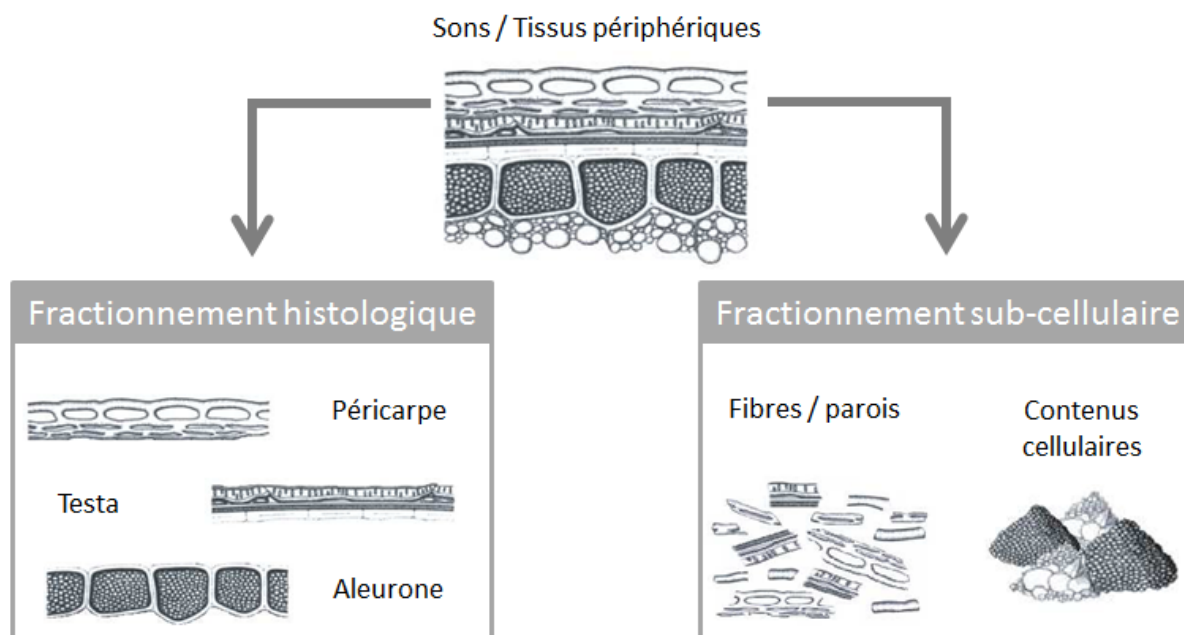 Sons / Tissus périphériques
Fractionnement histologique
Péricarpe
Testa
Aleurone
Fractionnement sub-cellulaire
Fibres / parois
Contenus
cellulaires